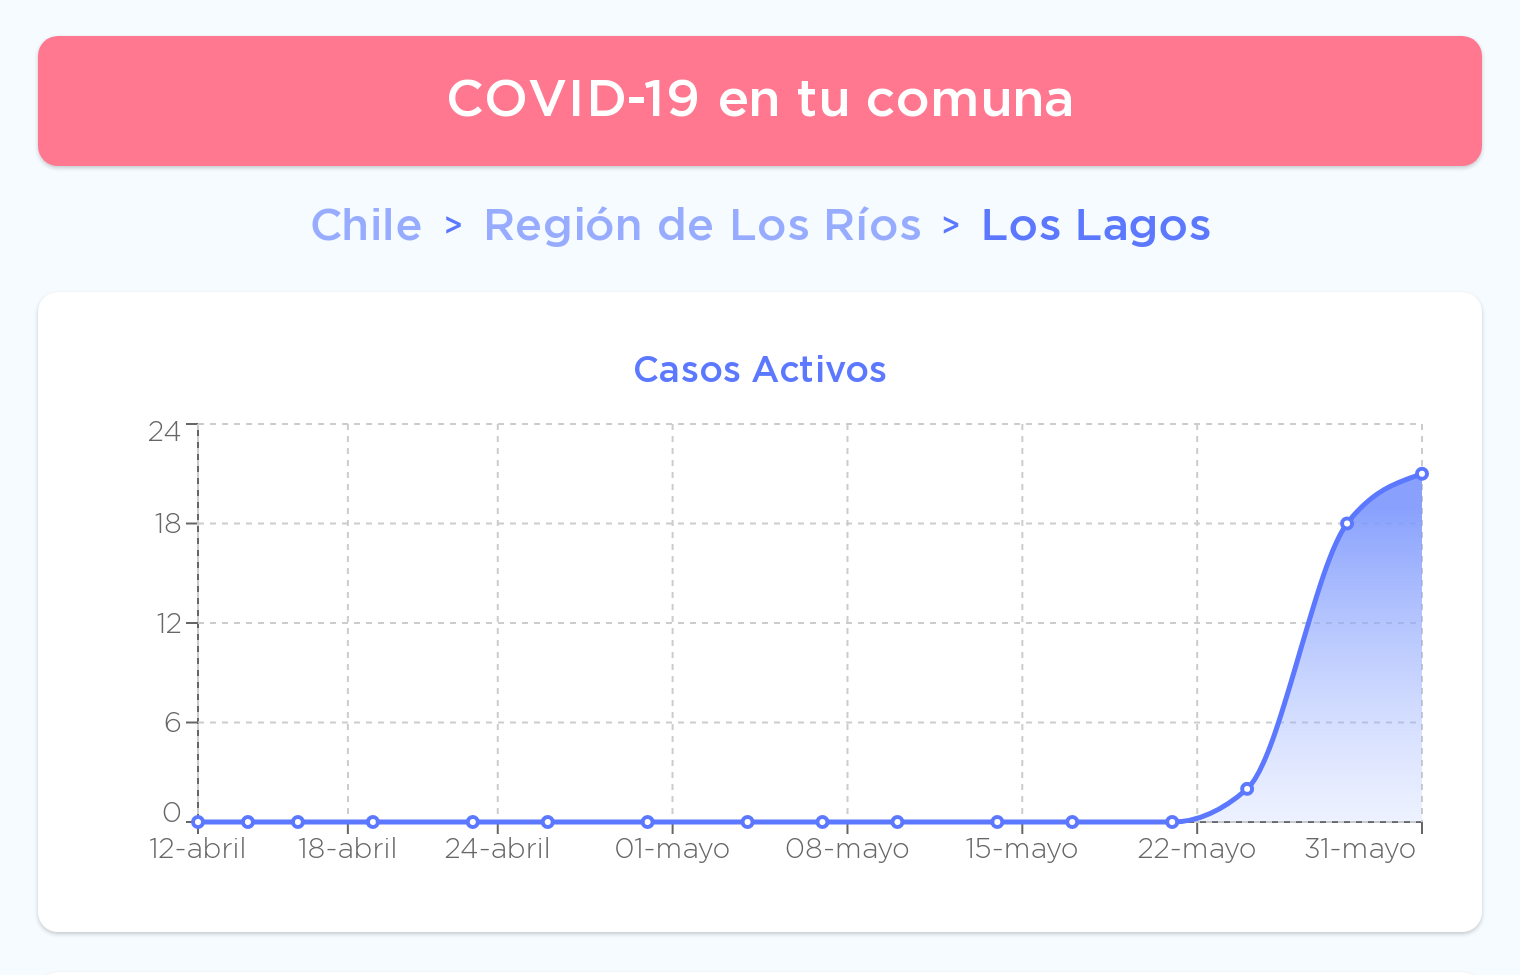 COVID-19 en tu comuna
Chile > Región de Los Ríos > Los Lagos
Casos Activos
24
18
12
6
0
12-abril 18-abril 24-abril 01-mayo 08-mayo 15-mayo 22-mayo 31-mayo